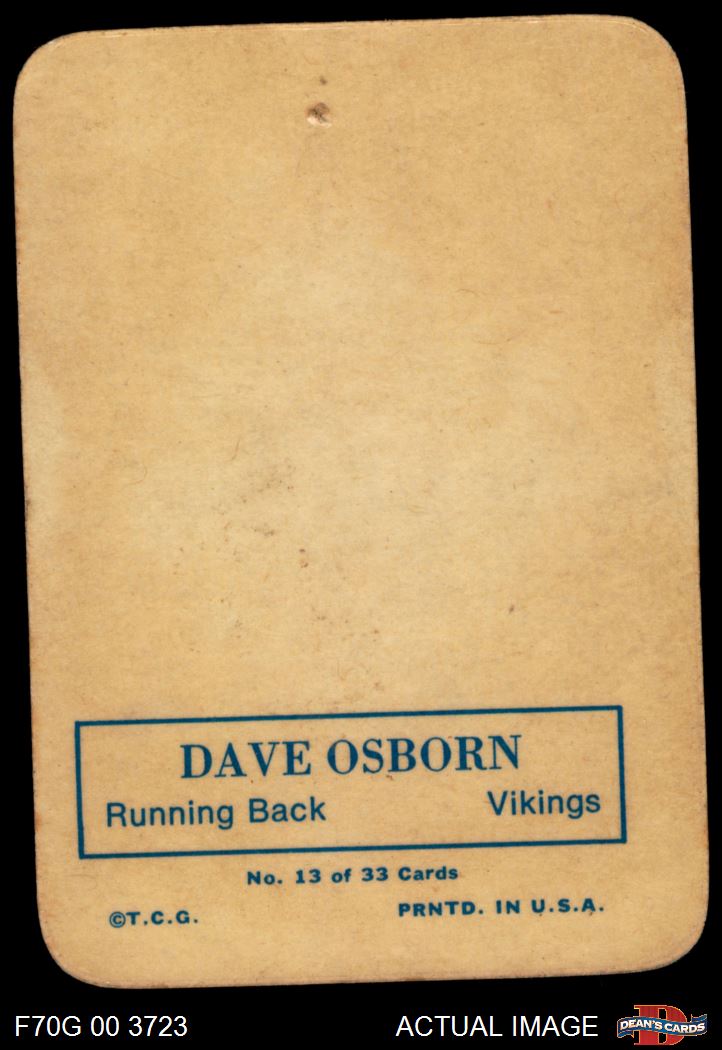 DAVE OSBORN
Running Back Vikings
No. 13 of 33 Cards
©T.C.G. PRNTD. IN U.S.A.
F70G 00 3723 ACTUAL IMAGE DEAN'S CARDS